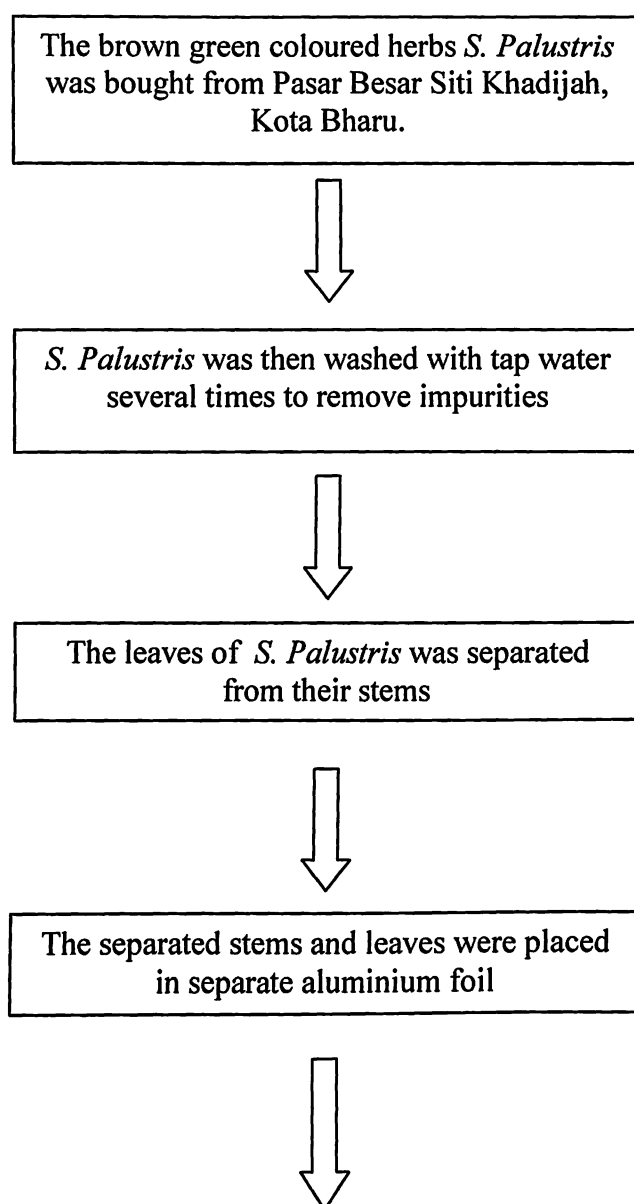 The brown green coloured herbs S. Palustris
was bought from Pasar Besar Siti Khadijah,
Kota Bharu.
S. Palustris was then washed with tap water
several times to remove impurities
The leaves of S. Palustris was separated
from their stems
The separated stems and leaves were placed
in separate aluminium foil